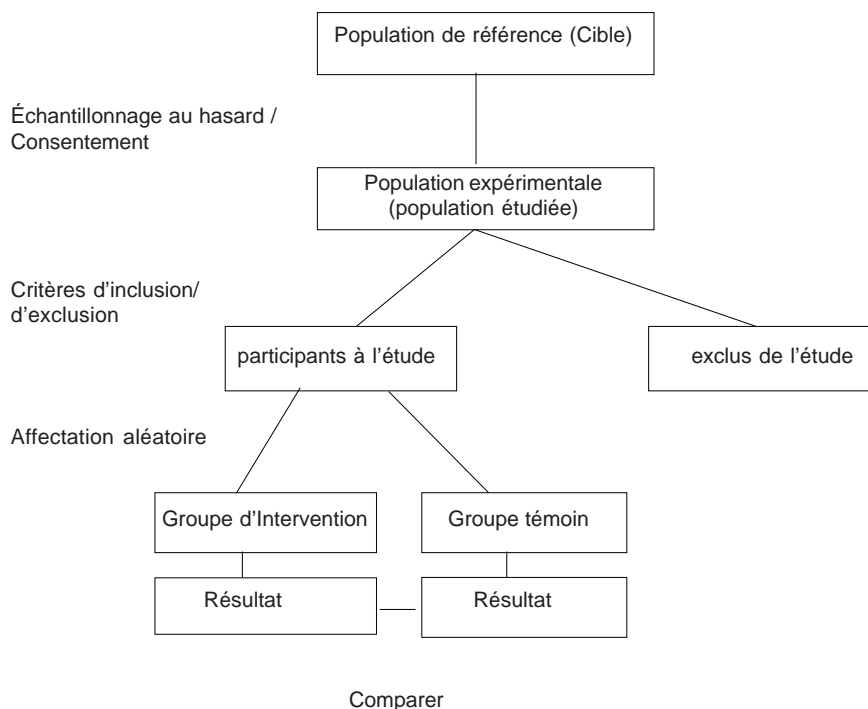 Population de référence (Cible)
Échantillonnage au hasard /
Consentement
Population expérimentale
(population étudiée)
Critères d’inclusion/
d’exclusion
participants à l’étude
exclus de l’étude
Affectation aléatoire
Groupe d’Intervention
Groupe témoin
Résultat
Résultat
Comparer